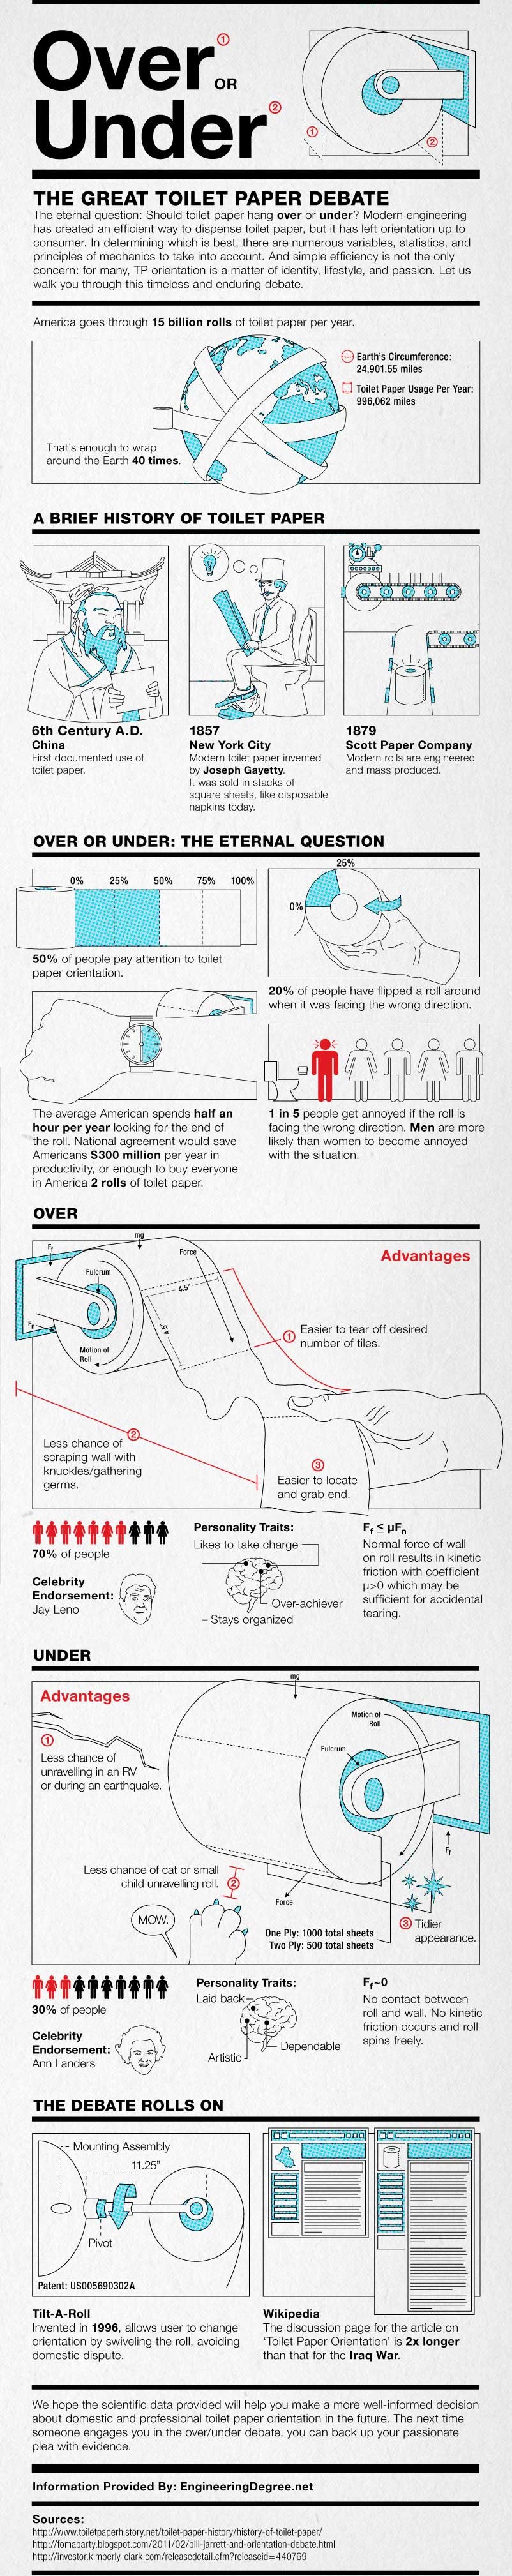 Over ①
OR
Under ②
①
②
THE GREAT TOILET PAPER DEBATE
The eternal question: Should toilet paper hang over or under? Modern engineering
has created an efficient way to dispense toilet paper, but it has left orientation up to
consumer. In determining which is best, there are numerous variables, statistics, and
principles of mechanics to take into account. And simple efficiency is not the only
concern: for many, TP orientation is a matter of identity, lifestyle, and passion. Let us
walk you through this timeless and enduring debate.
America goes through 15 billion rolls of toilet paper per year.
Earth's Circumference:
24,901.55 miles
Toilet Paper Usage Per Year:
996,062 miles
That's enough to wrap
around the Earth 40 times.
A BRIEF HISTORY OF TOILET PAPER
6th Century A.D.
China
First documented use of
toilet paper.
1857
New York City
Modern toilet paper invented
by Joseph Gayetty.
It was sold in stacks of
square sheets, like disposable
napkins today.
1879
Scott Paper Company
Modern rolls are engineered
and mass produced.
OVER OR UNDER: THE ETERNAL QUESTION
0% 25% 50% 75% 100%
50% of people pay attention to toilet
paper orientation.
25%
0%
20% of people have flipped a roll around
when it was facing the wrong direction.
The average American spends half an
hour per year looking for the end of
the roll. National agreement would save
Americans $300 million per year in
productivity, or enough to buy everyone
in America 2 rolls of toilet paper.
1 in 5 people get annoyed if the roll is
facing the wrong direction. Men are more
likely than women to become annoyed
with the situation.
OVER
Advantages
mg
Ff
Force
Fulcrum
4.5"
4.5"
Fn
Motion of
Roll
① Easier to tear off desired
number of tiles.
②
Less chance of
scraping wall with
knuckles/gathering
germs.
③
Easier to locate
and grab end.
70% of people
Celebrity
Endorsement:
Jay Leno
Personality Traits:
Likes to take charge
Over-achiever
Stays organized
Ff ≤ µFn
Normal force of wall
on roll results in kinetic
friction with coefficient
µ>0 which may be
sufficient for accidental
tearing.
UNDER
Advantages
mg
Motion of
Roll
Fulcrum
①
Less chance of
unravelling in an RV
or during an earthquake.
Ff
Less chance of cat or small
child unravelling roll. ②
Force
MOW.
One Ply: 1000 total sheets
Two Ply: 500 total sheets
③ Tidier
appearance.
30% of people
Celebrity
Endorsement:
Ann Landers
Personality Traits:
Laid back
Dependable
Artistic
Ff~0
No contact between
roll and wall. No kinetic
friction occurs and roll
spins freely.
THE DEBATE ROLLS ON
Mounting Assembly
11.25"
Pivot
Patent: US005690302A
Tilt-A-Roll
Invented in 1996, allows user to change
orientation by swiveling the roll, avoiding
domestic dispute.
Wikipedia
The discussion page for the article on
'Toilet Paper Orientation' is 2x longer
than that for the Iraq War.
We hope the scientific data provided will help you make a more well-informed decision
about domestic and professional toilet paper orientation in the future. The next time
someone engages you in the over/under debate, you can back up your passionate
plea with evidence.
Information Provided By: EngineeringDegree.net
Sources:
http://www.toiletpaperhistory.net/toilet-paper-history/history-of-toilet-paper/
http://fomaparty.blogspot.com/2011/02/bill-jarrett-and-orientation-debate.html
http://investor.kimberly-clark.com/releasedetail.cfm?releaseid=440769